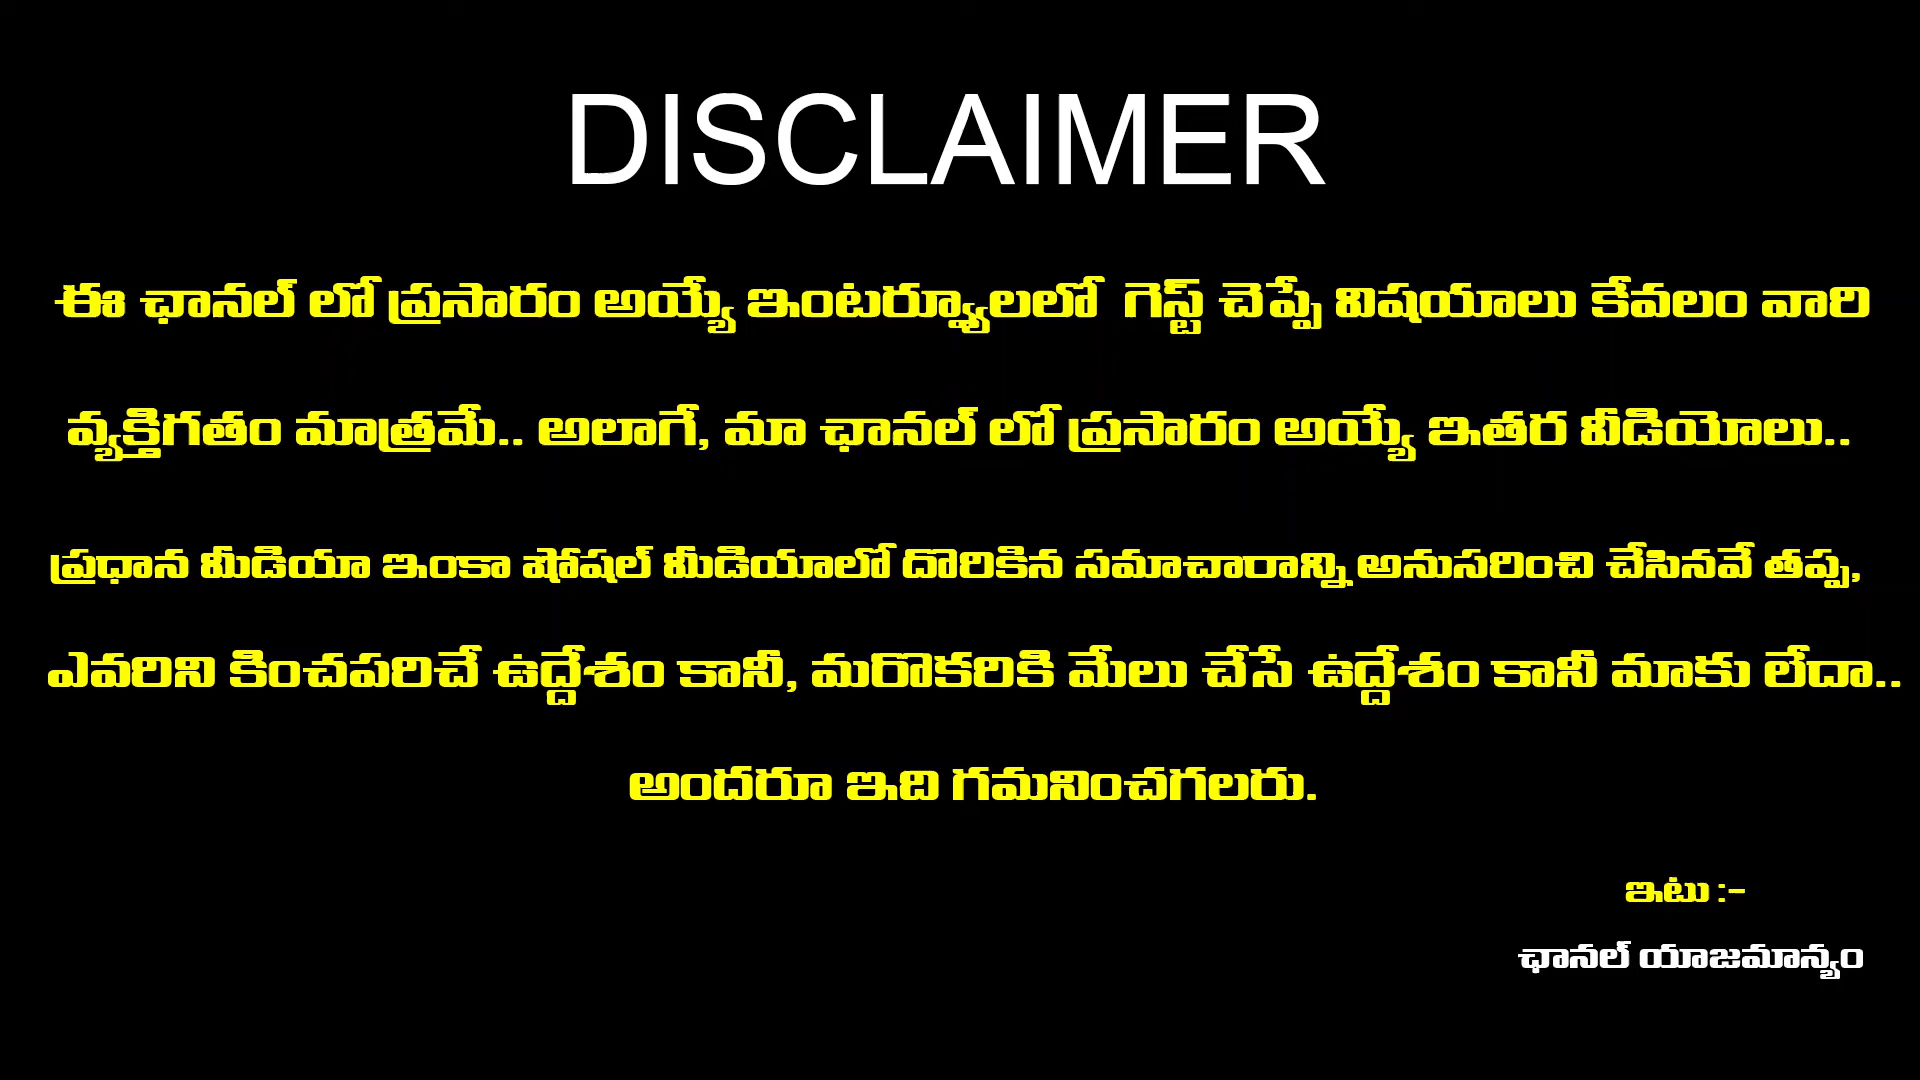 DISCLAIMER
ఈ ఛానల్ లో ప్రసారం అయ్యే ఇంటర్వ్యూలలో గెస్ట్ చెప్పే విషయాలు కేవలం వారి
వ్యక్తిగతం మాత్రమే.. అలాగే, మా ఛానల్ లో ప్రసారం అయ్యే ఇతర వీడియోలు..
ప్రధాన మీడియా ఇంకా షోషల్ మీడియాలో దొరికిన సమాచారాన్ని అనుసరించి చేసినవే తప్ప,
ఎవరిని కించపరిచే ఉద్దేశం కానీ, మరొకరికి మేలు చేసే ఉద్దేశం కానీ మాకు లేదా..
అందరూ ఇది గమనించగలరు.
ఇటు :-
ఛానల్ యాజమాన్యం